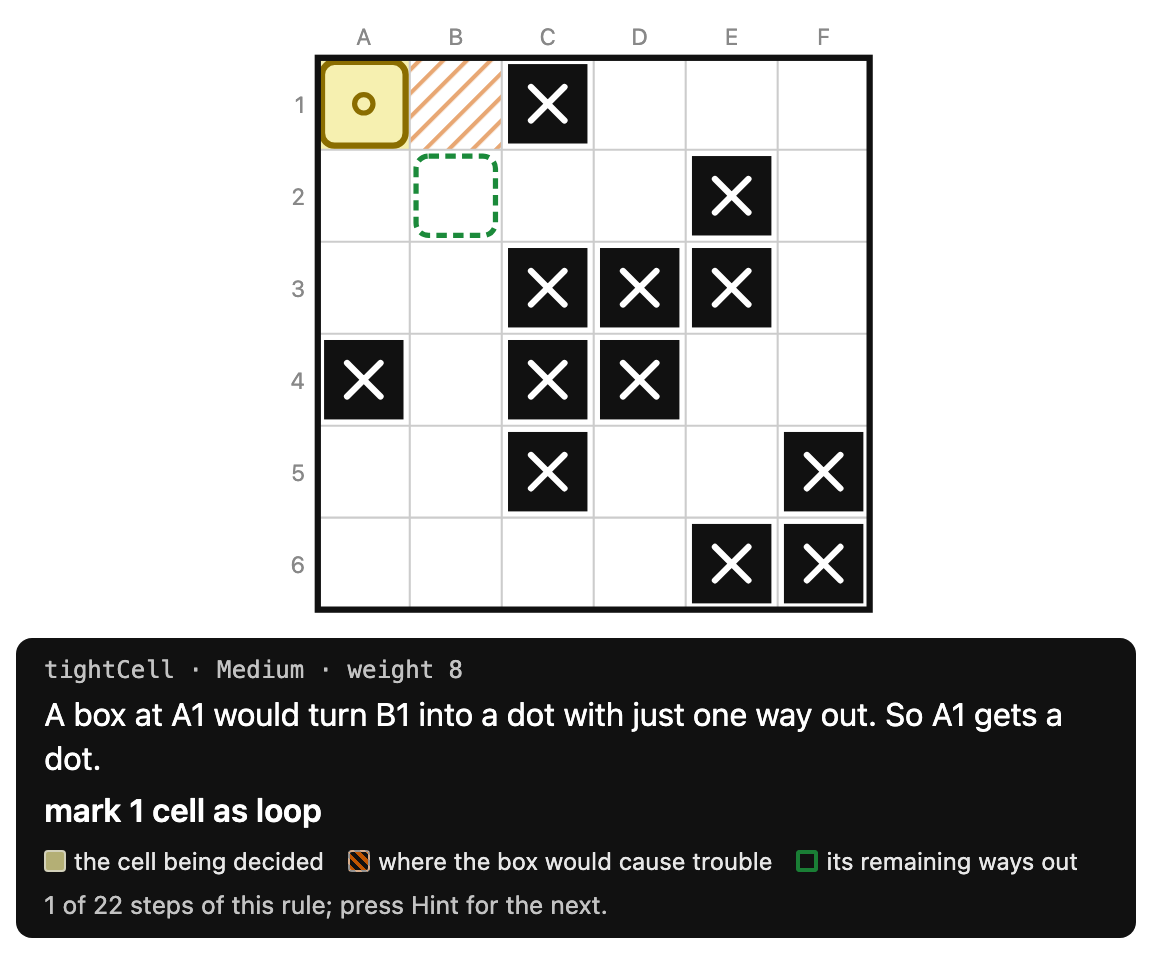 A B C D E F
1
2
3
4
5
6
tightCell · Medium · weight 8
A box at A1 would turn B1 into a dot with just one way out. So A1 gets a
dot.
mark 1 cell as loop
the cell being decided where the box would cause trouble its remaining ways out
1 of 22 steps of this rule; press Hint for the next.